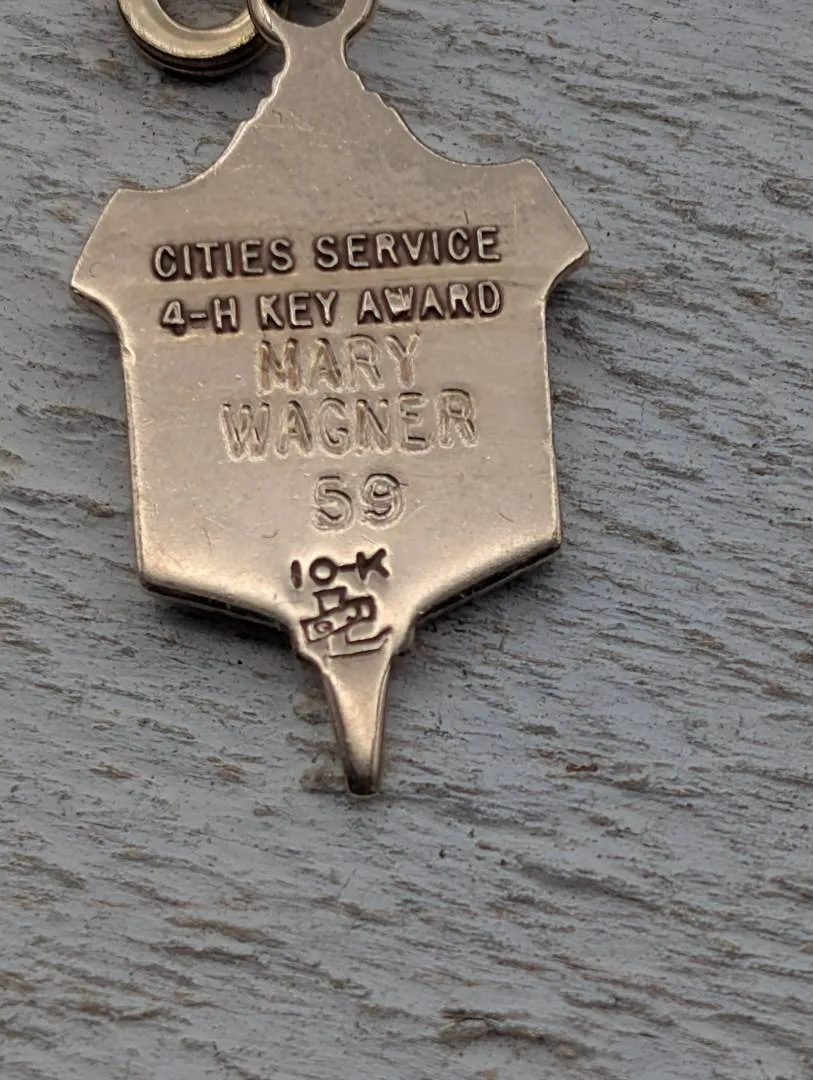 CITIES SERVICE
4-H KEY AWARD
MARY
WAGNER
59
10-K